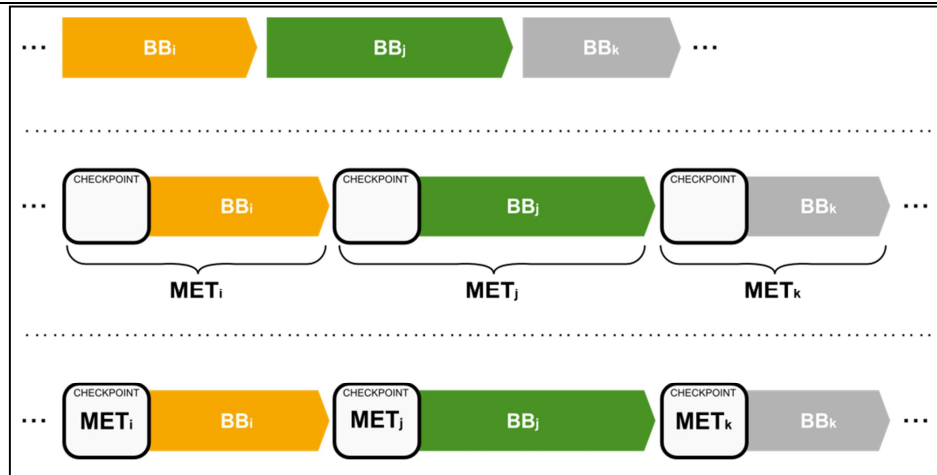 ... BBi BBj BBk ...
CHECKPOINT CHECKPOINT CHECKPOINT
... BBi BBj BBk ...
METi METj METk
CHECKPOINT CHECKPOINT CHECKPOINT
... METi BBi METj BBj METk BBk ...